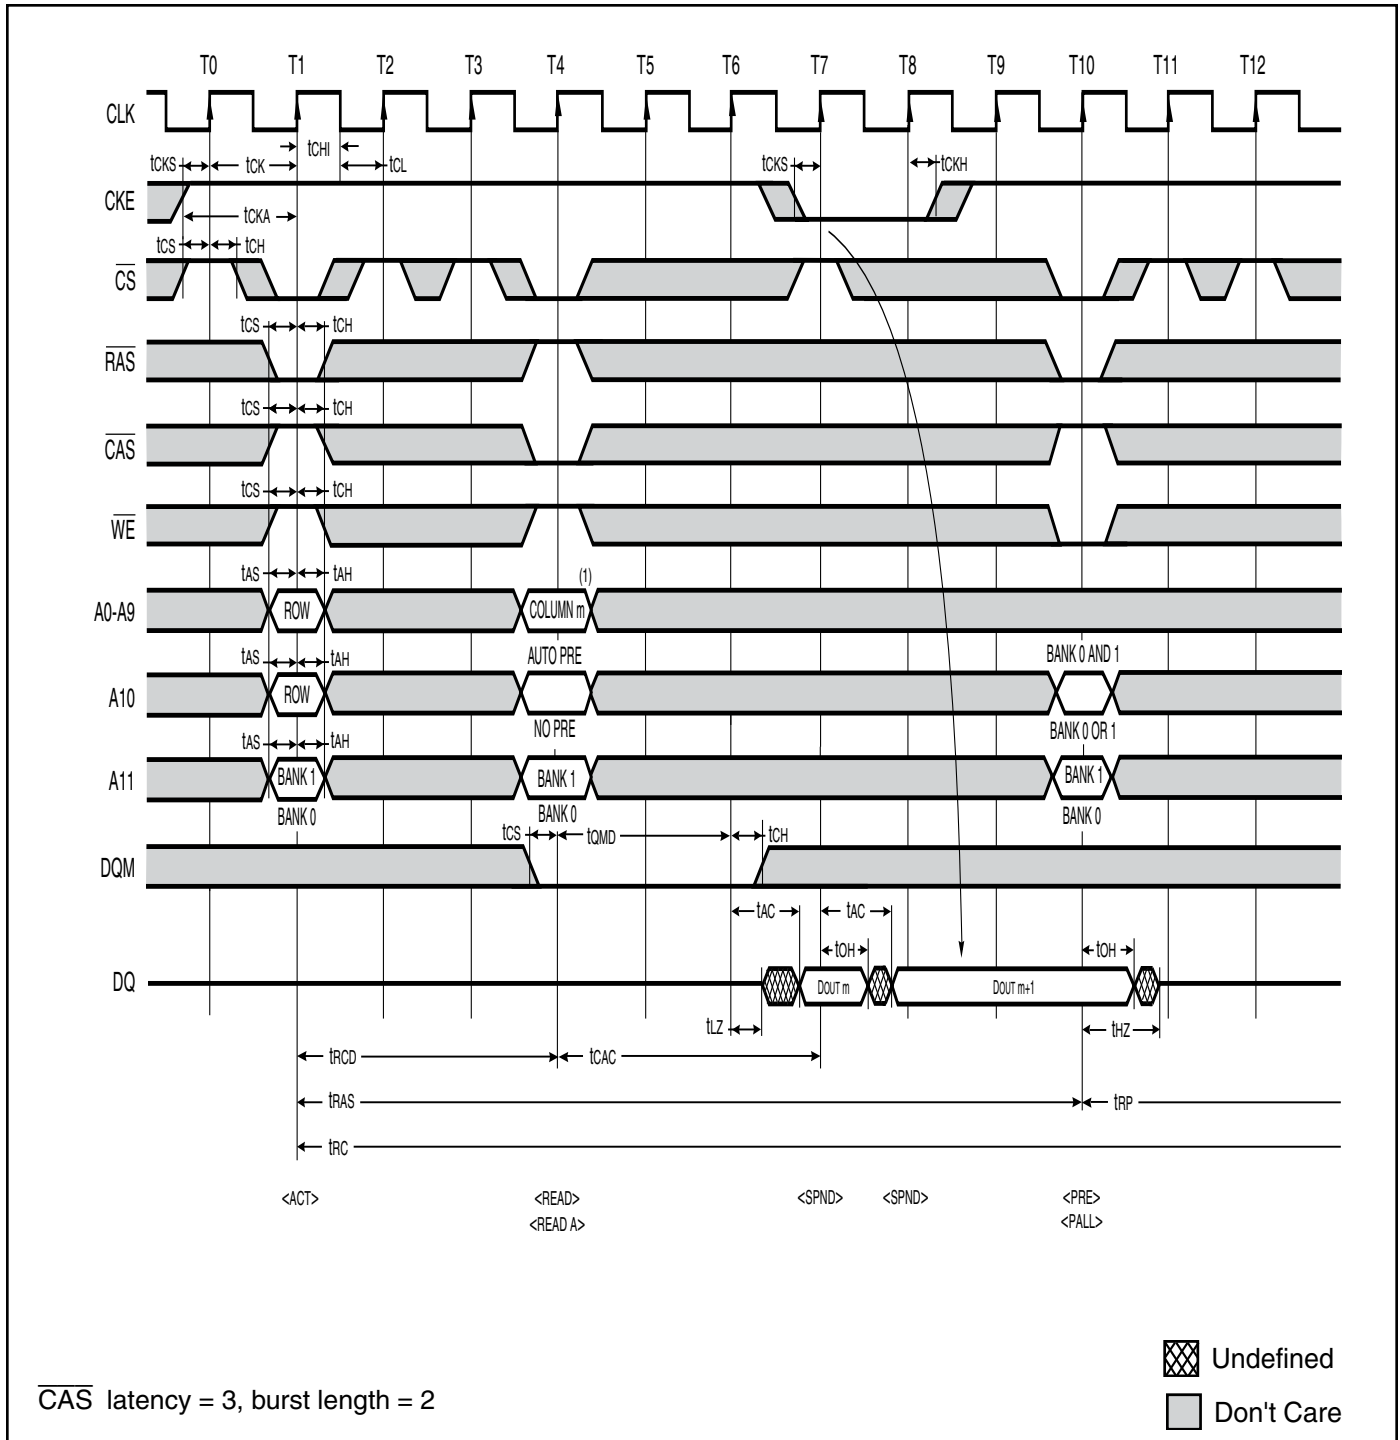 T0 T1 T2 T3 T4 T5 T6 T7 T8 T9 T10 T11 T12
CLK
tCHI
tCKS tCK tCL tCKS tCKH
CKE
tCKA
tCS tCH
CS
tCS tCH
RAS
tCS tCH
CAS
tCS tCH
WE
tAS tAH (1)
A0-A9 ROW COLUMN m
tAS tAH AUTO PRE BANK 0 AND 1
A10 ROW
NO PRE BANK 0 OR 1
tAS tAH
A11 BANK 1 BANK 1 BANK 1
BANK 0 BANK 0 BANK 0
tCS tQMD tCH
DQM
tAC tAC
tOH tOH
DQ DOUT m DOUT m+1
tLZ tHZ
tRCD tCAC
tRAS tRP
tRC
<ACT> <READ> <SPND> <SPND> <PRE>
<READ A> <PALL>
Undefined
CAS latency = 3, burst length = 2
Don't Care